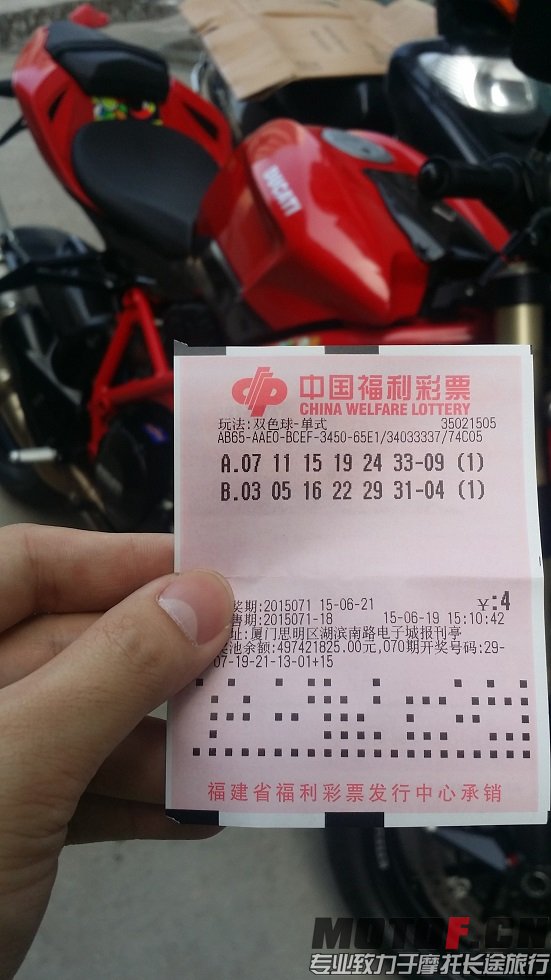 DUCATI
中国福利彩票
CHINA WELFARE LOTTERY
玩法:双色球-单式 35021505
AB65-AAE0-BCEF-3450-65E1/34033337/74C05
A.07 11 15 19 24 33-09 (1)
B.03 05 16 22 29 31-04 (1)
奖期:2015071 15-06-21 ¥:4
售期:2015071-18 15-06-19 15:10:42
址:厦门思明区湖滨南路电子城报刊亭
奖池余额:497421825.00元,070期开奖号码:29-
07-19-21-13-01+15
福建省福利彩票发行中心承销
MOTOF.CN
专业致力于摩托长途旅行